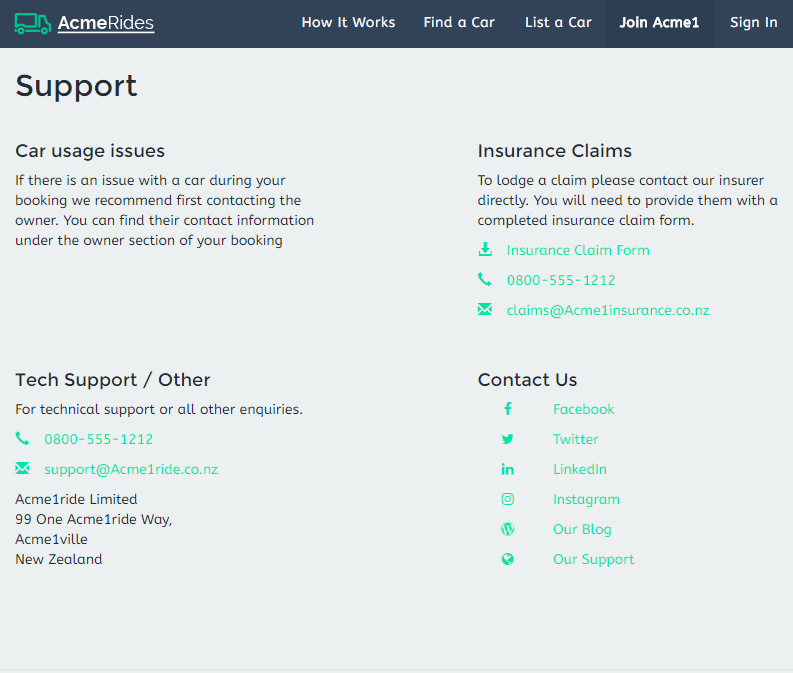 AcmeRides
How It Works
Find a Car
List a Car
Join Acme1
Sign In
Support
Car usage issues
If there is an issue with a car during your
booking we recommend first contacting the
owner. You can find their contact information
under the owner section of your booking
Insurance Claims
To lodge a claim please contact our insurer
directly. You will need to provide them with a
completed insurance claim form.
Insurance Claim Form
0800-555-1212
claims@Acme1insurance.co.nz
Tech Support / Other
For technical support or all other enquiries.
0800-555-1212
support@Acme1ride.co.nz
Acme1ride Limited
99 One Acme1ride Way,
Acme1ville
New Zealand
Contact Us
Facebook
Twitter
LinkedIn
Instagram
Our Blog
Our Support